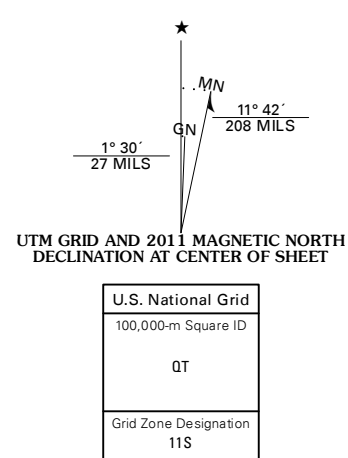 ★
MN
GN
11° 42´
208 MILS
1° 30´
27 MILS
UTM GRID AND 2011 MAGNETIC NORTH
DECLINATION AT CENTER OF SHEET
U.S. National Grid
100,000-m Square ID
QT
Grid Zone Designation
11S